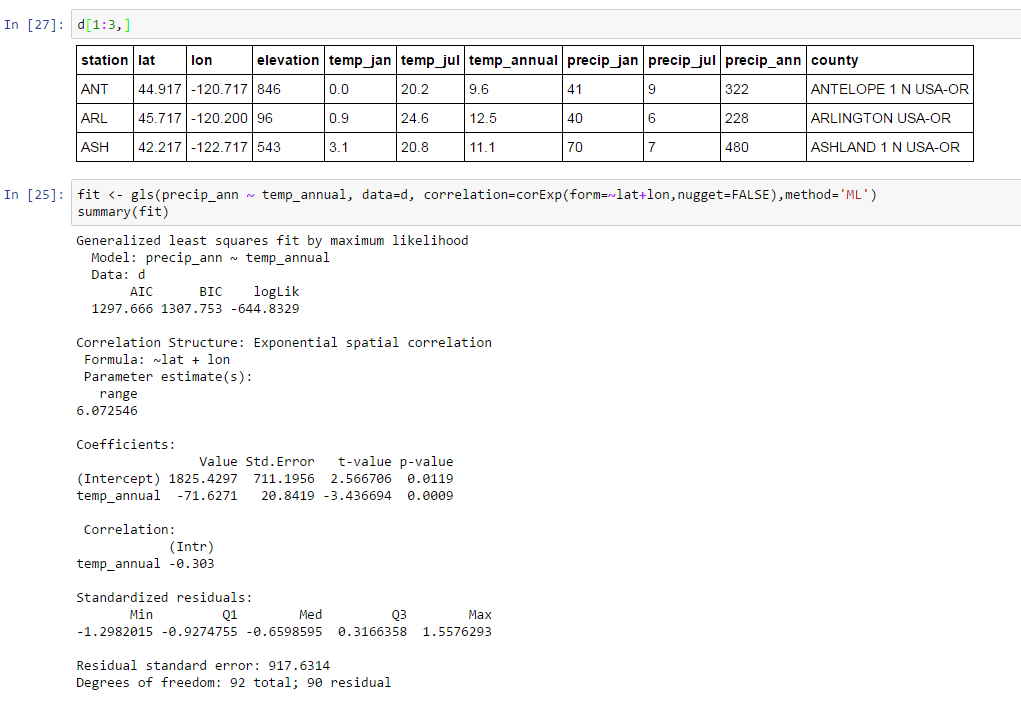 In [27]: d[1:3,]
station lat lon elevation temp_jan temp_jul temp_annual precip_jan precip_jul precip_ann county
ANT 44.917 -120.717 846 0.0 20.2 9.6 41 9 322 ANTELOPE 1 N USA-OR
ARL 45.717 -120.200 96 0.9 24.6 12.5 40 6 228 ARLINGTON USA-OR
ASH 42.217 -122.717 543 3.1 20.8 11.1 70 7 480 ASHLAND 1 N USA-OR
In [25]: fit <- gls(precip_ann ~ temp_annual, data=d, correlation=corExp(form=~lat+lon,nugget=FALSE),method='ML')
summary(fit)
Generalized least squares fit by maximum likelihood
Model: precip_ann ~ temp_annual
Data: d
AIC BIC logLik
1297.666 1307.753 -644.8329
Correlation Structure: Exponential spatial correlation
Formula: ~lat + lon
Parameter estimate(s):
range
6.072546
Coefficients:
Value Std.Error t-value p-value
(Intercept) 1825.4297 711.1956 2.566706 0.0119
temp_annual -71.6271 20.8419 -3.436694 0.0009
Correlation:
(Intr)
temp_annual -0.303
Standardized residuals:
Min Q1 Med Q3 Max
-1.2982015 -0.9274755 -0.6598595 0.3166358 1.5576293
Residual standard error: 917.6314
Degrees of freedom: 92 total; 90 residual